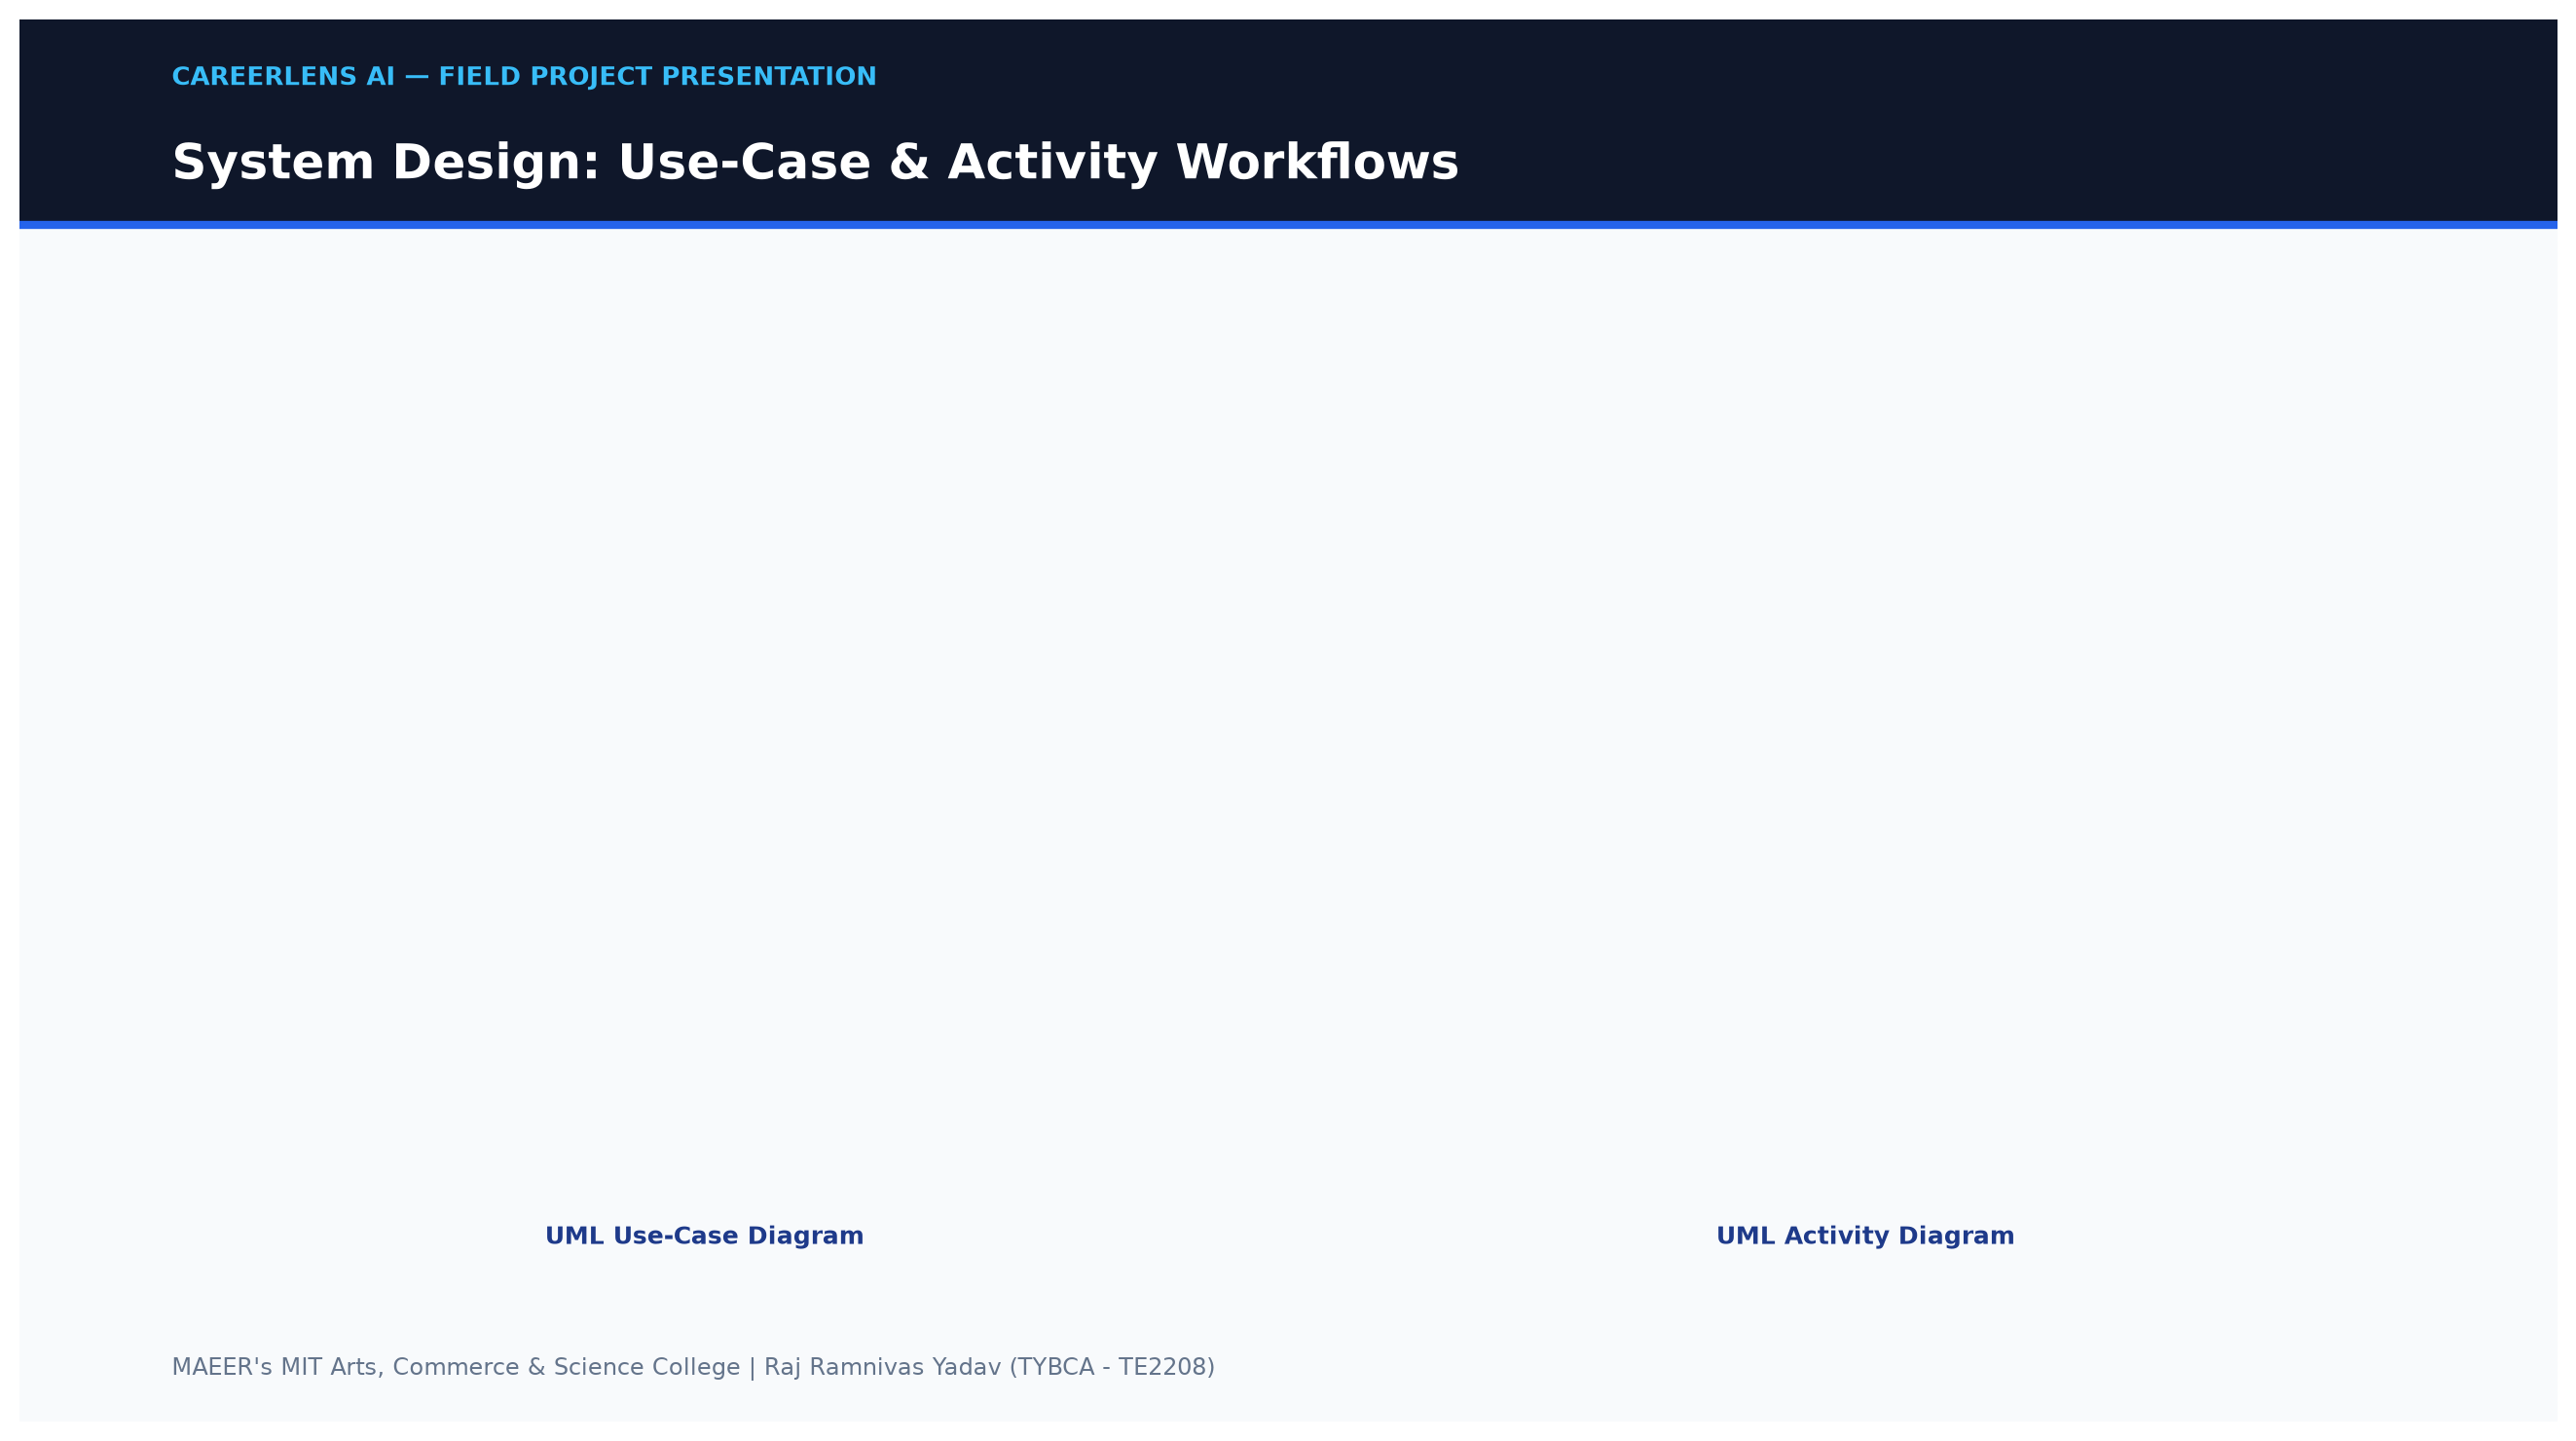 CAREERLENS AI — FIELD PROJECT PRESENTATION
System Design: Use-Case & Activity Workflows
UML Use-Case Diagram
UML Activity Diagram
MAEER's MIT Arts, Commerce & Science College | Raj Ramnivas Yadav (TYBCA - TE2208)